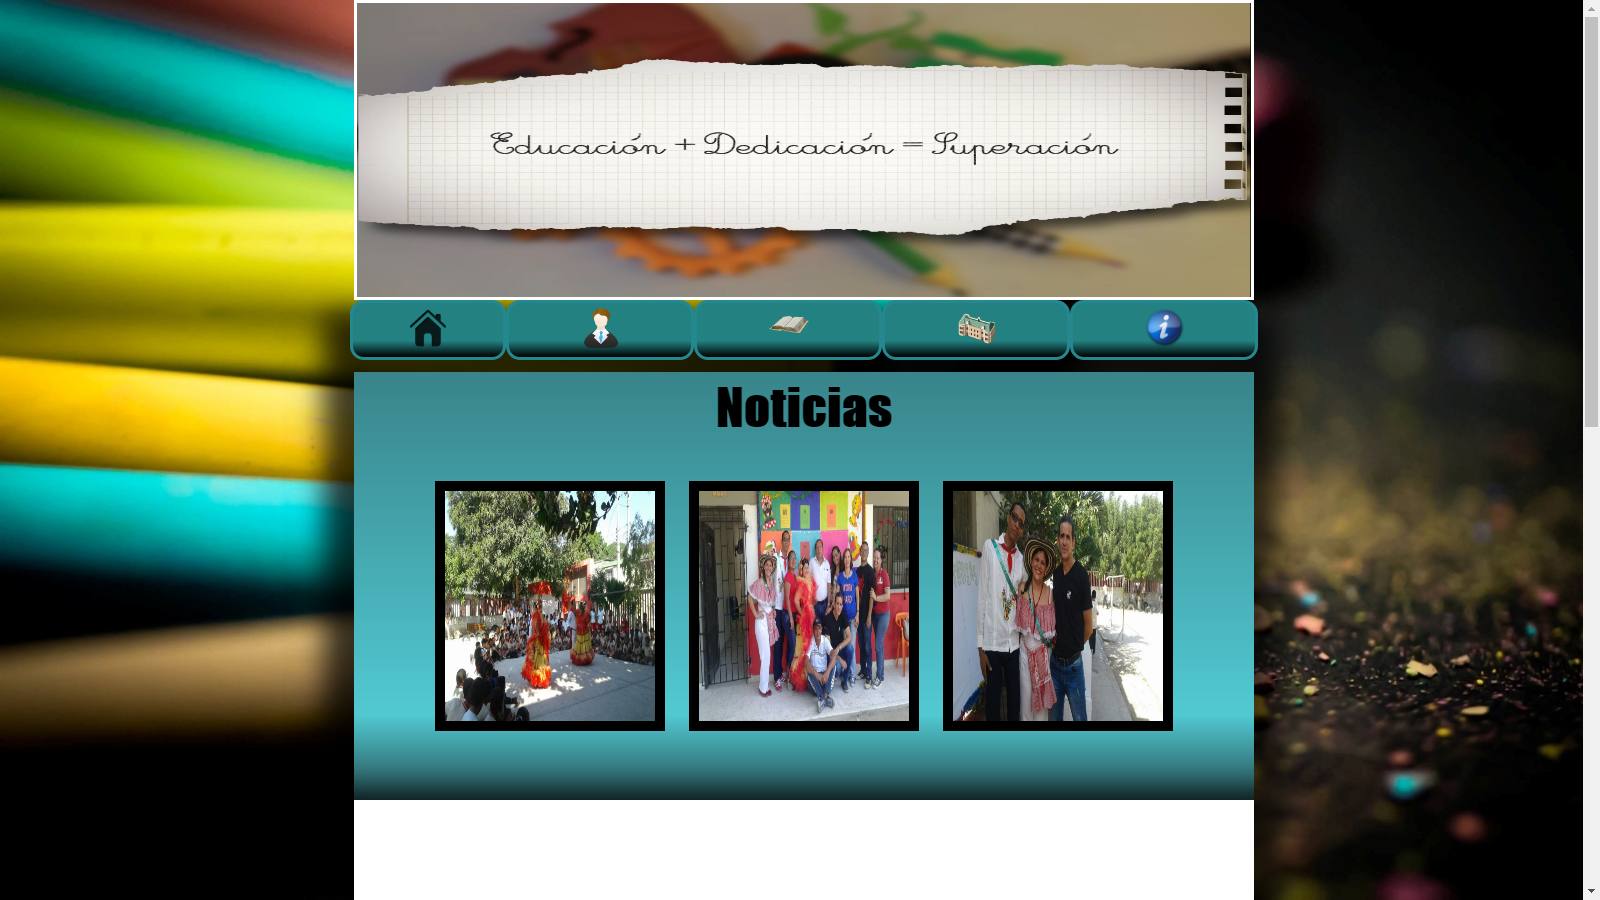 Educación + Dedicación = Superación
Noticias